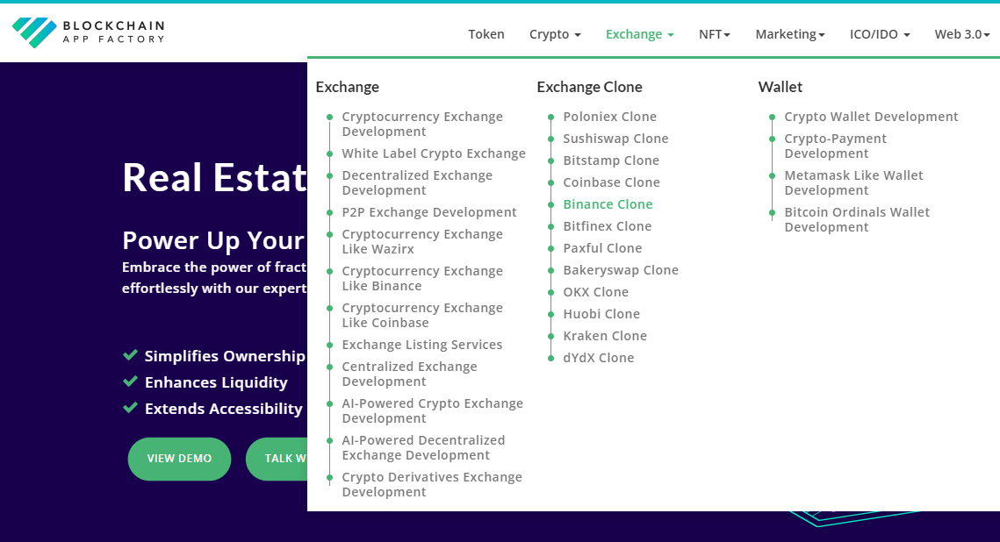 BLOCKCHAIN
APP FACTORY
Token Crypto Exchange NFT Marketing ICO/IDO Web 3.0
Exchange
Cryptocurrency Exchange
Development
White Label Crypto Exchange
Decentralized Exchange
Development
P2P Exchange Development
Cryptocurrency Exchange
Like Wazirx
Cryptocurrency Exchange
Like Binance
Cryptocurrency Exchange
Like Coinbase
Exchange Listing Services
Centralized Exchange
Development
AI-Powered Crypto Exchange
Development
AI-Powered Decentralized
Exchange Development
Crypto Derivatives Exchange
Development
Exchange Clone
Poloniex Clone
Sushiswap Clone
Bitstamp Clone
Coinbase Clone
Binance Clone
Bitfinex Clone
Paxful Clone
Bakeryswap Clone
OKX Clone
Huobi Clone
Kraken Clone
dYdX Clone
Wallet
Crypto Wallet Development
Crypto-Payment
Development
Metamask Like Wallet
Development
Bitcoin Ordinals Wallet
Development
Real Estat
Power Up Your
Embrace the power of fract
effortlessly with our expert
Simplifies Ownership
Enhances Liquidity
Extends Accessibility
VIEW DEMO
TALK W